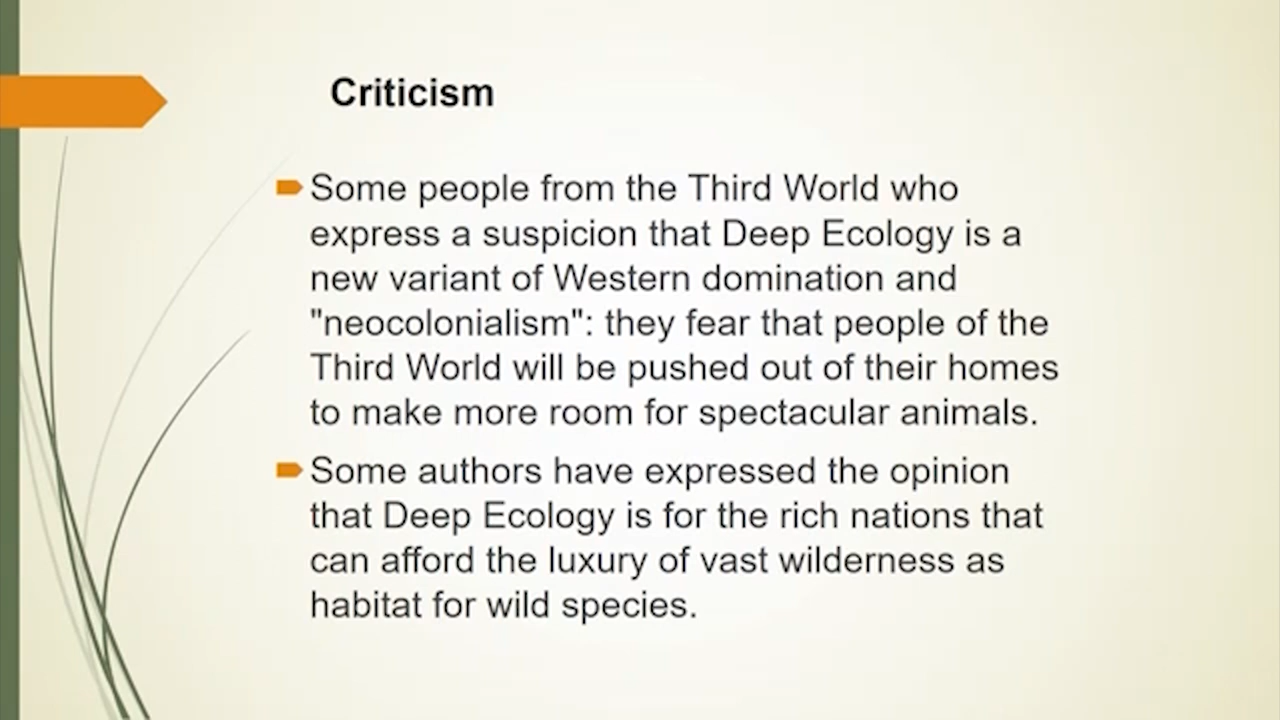 Criticism
Some people from the Third World who
express a suspicion that Deep Ecology is a
new variant of Western domination and
"neocolonialism": they fear that people of the
Third World will be pushed out of their homes
to make more room for spectacular animals.
Some authors have expressed the opinion
that Deep Ecology is for the rich nations that
can afford the luxury of vast wilderness as
habitat for wild species.